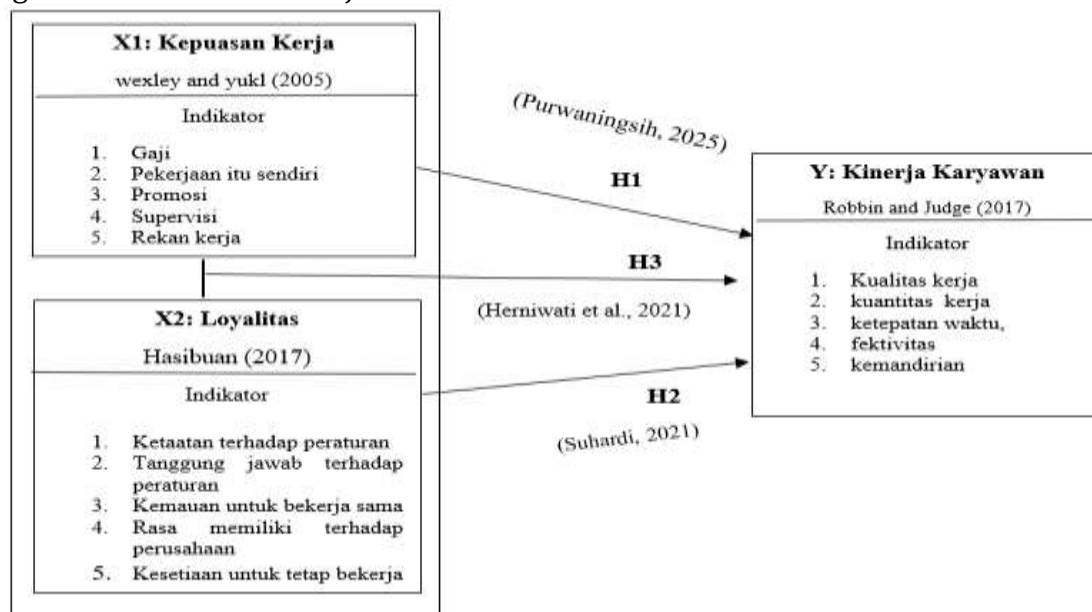 X1: Kepuasan Kerja
wexley and yukl (2005)
Indikator
1. Gaji
2. Pekerjaan itu sendiri
3. Promosi
4. Supervisi
5. Rekan kerja
X2: Loyalitas
Hasibuan (2017)
Indikator
1. Ketaatan terhadap peraturan
2. Tanggung jawab terhadap
peraturan
3. Kemauan untuk bekerja sama
4. Rasa memiliki terhadap
perusahaan
5. Kesetiaan untuk tetap bekerja
(Purwaningsih, 2025)
H1
H3
(Herniwati et al., 2021)
H2
(Suhardi, 2021)
Y: Kinerja Karyawan
Robbin and Judge (2017)
Indikator
1. Kualitas kerja
2. kuantitas kerja
3. ketepatan waktu,
4. fektivitas
5. kemandirian